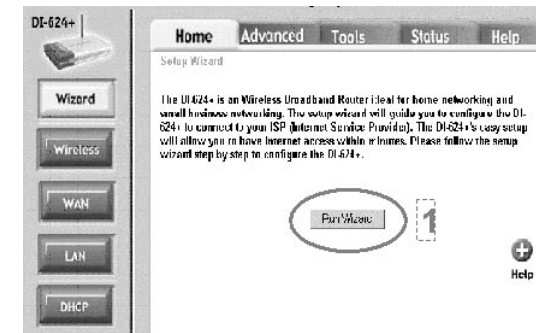 DI-624+
Home Advanced Tools Status Help
Setup Wizard
Wizard
The DI-624+ is an Wireless Broadband Router ideal for home networking and
small business networking. The setup wizard will guide you to configure the DI-
624+ to connect to your ISP (Internet Service Provider). The DI-624+'s easy setup
will allow you to have Internet access within minutes. Please follow the setup
wizard step by step to configure the DI-624+.
Wireless
WAN
Run Wizard
1
LAN
Help
DHCP